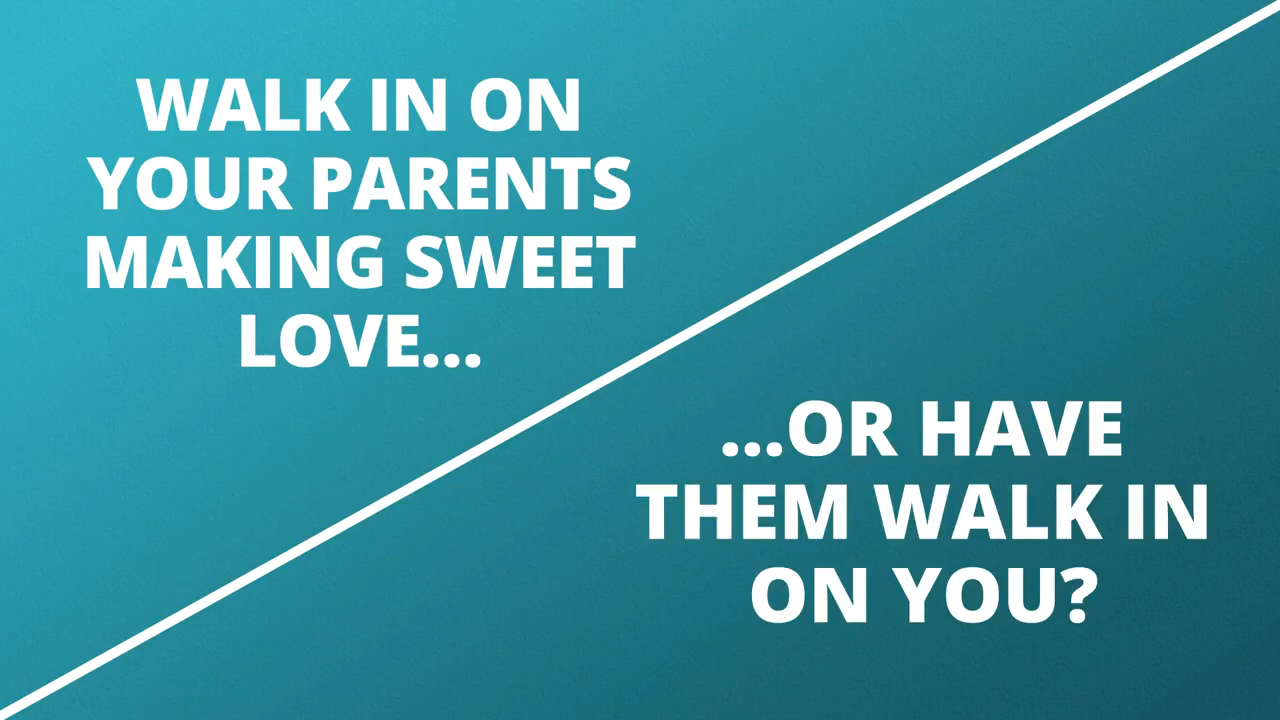 WALK IN ON
YOUR PARENTS
MAKING SWEET
LOVE...
...OR HAVE
THEM WALK IN
ON YOU?